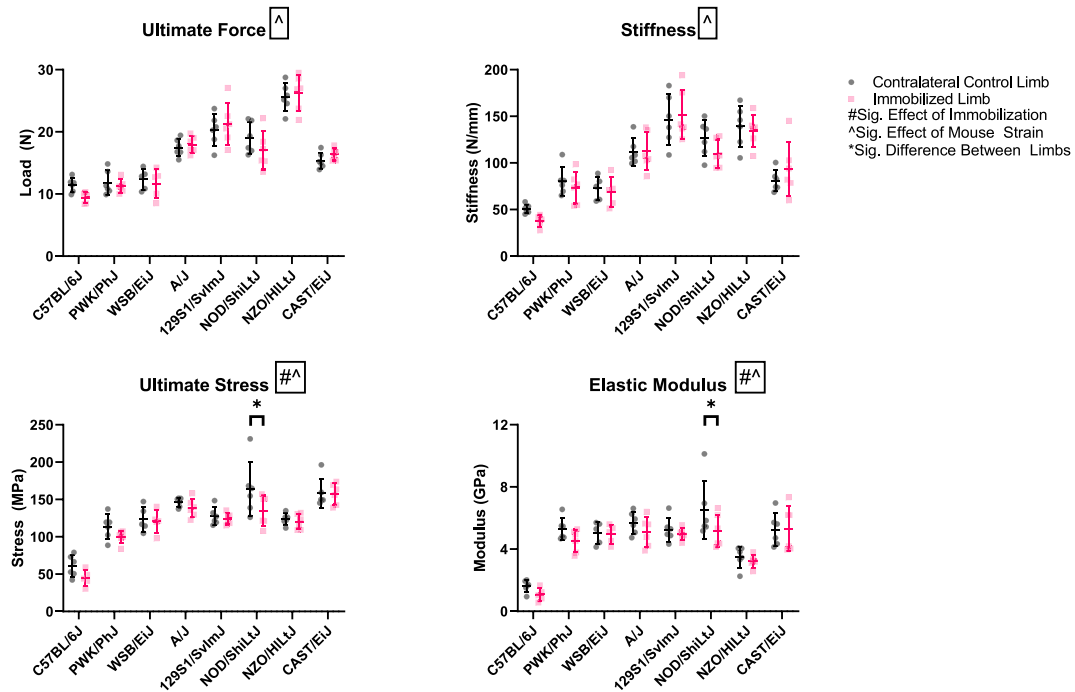 Ultimate Force ^
Load (N)
30
20
10
0
C57BL/6J
PWK/PhJ
WSB/EiJ
A/J
129S1/SvImJ
NOD/ShiLtJ
NZO/HILtJ
CAST/EiJ
Stiffness ^
Stiffness (N/mm)
200
150
100
50
0
C57BL/6J
PWK/PhJ
WSB/EiJ
A/J
129S1/SvImJ
NOD/ShiLtJ
NZO/HILtJ
CAST/EiJ
Contralateral Control Limb
Immobilized Limb
#Sig. Effect of Immobilization
^Sig. Effect of Mouse Strain
*Sig. Difference Between Limbs
Ultimate Stress #^
*
Stress (MPa)
250
200
150
100
50
0
C57BL/6J
PWK/PhJ
WSB/EiJ
A/J
129S1/SvImJ
NOD/ShiLtJ
NZO/HILtJ
CAST/EiJ
Elastic Modulus #^
*
Modulus (GPa)
12
8
4
0
C57BL/6J
PWK/PhJ
WSB/EiJ
A/J
129S1/SvImJ
NOD/ShiLtJ
NZO/HILtJ
CAST/EiJ